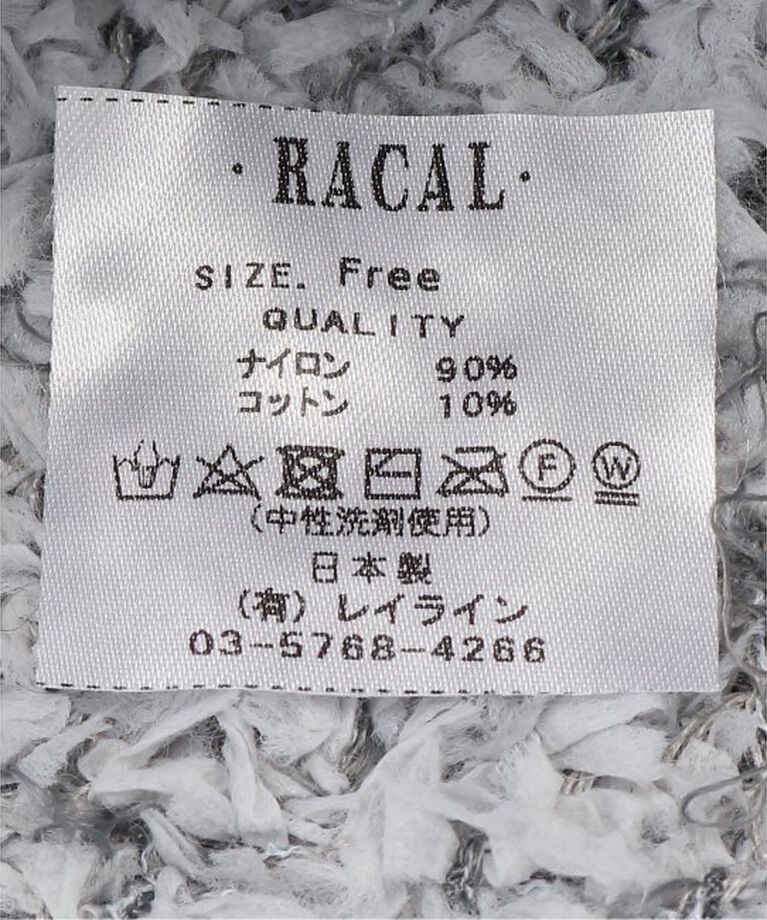 · RACAL ·
SIZE. Free
QUALITY
ナイロン 90%
コットン 10%
F W
(中性洗剤使用)
日本製
(有) レイライン
03-5768-4266